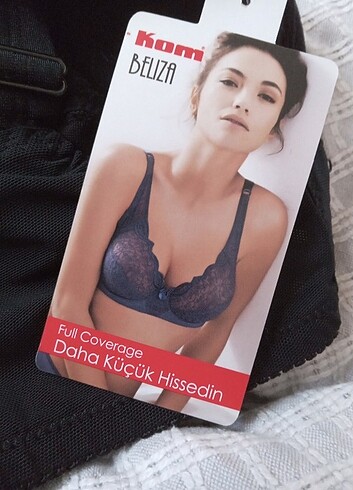 Kom
BELIZA
Full Coverage
Daha Küçük Hissedin